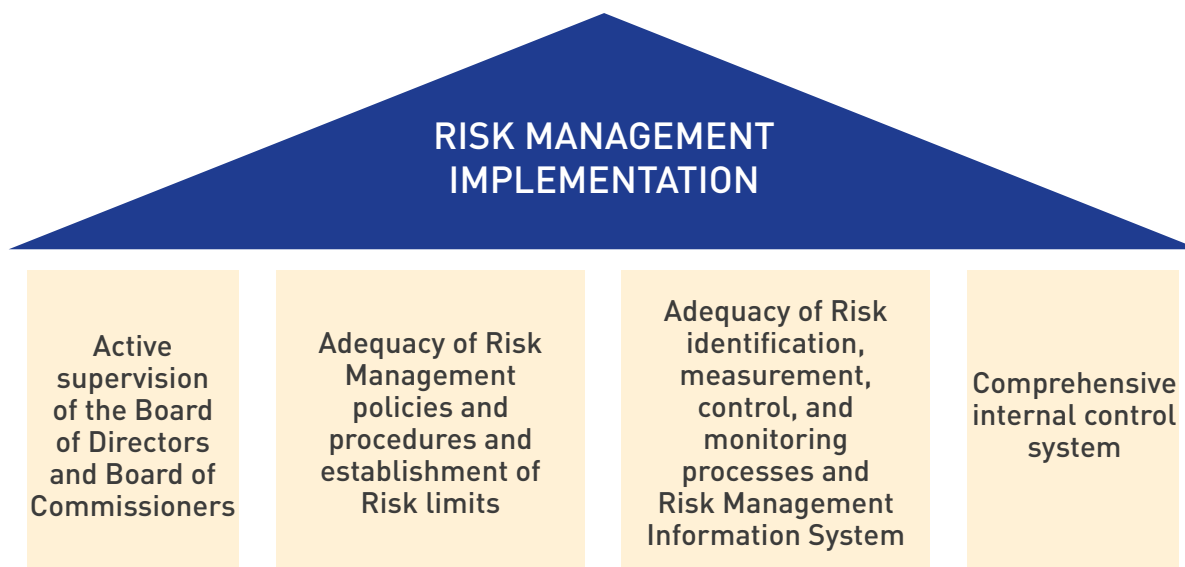 RISK MANAGEMENT
IMPLEMENTATION
Active
supervision
of the Board
of Directors
and Board of
Commissioners
Adequacy of Risk
Management
policies and
procedures and
establishment of
Risk limits
Adequacy of Risk
identification,
measurement,
control, and
monitoring
processes and
Risk Management
Information System
Comprehensive
internal control
system